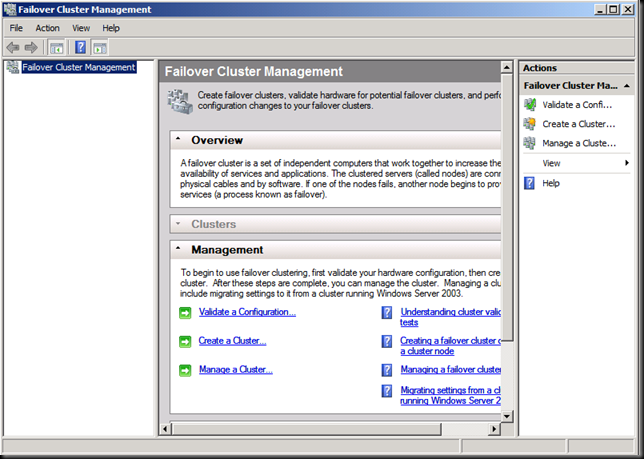 Failover Cluster Management
File Action View Help
Failover Cluster Management
Failover Cluster Management
Create failover clusters, validate hardware for potential failover clusters, and perfo
configuration changes to your failover clusters.
Overview
A failover cluster is a set of independent computers that work together to increase the
availability of services and applications. The clustered servers (called nodes) are conn
physical cables and by software. If one of the nodes fails, another node begins to prov
services (a process known as failover).
Clusters
Management
To begin to use failover clustering, first validate your hardware configuration, then crea
cluster. After these steps are complete, you can manage the cluster. Managing a clu
include migrating settings to it from a cluster running Windows Server 2003.
Validate a Configuration...
Understanding cluster valid
tests
Create a Cluster...
Creating a failover cluster o
a cluster node
Manage a Cluster...
Managing a failover cluster
Migrating settings from a cl
running Windows Server 2
Actions
Failover Cluster Ma...
Validate a Confi...
Create a Cluster...
Manage a Cluste...
View
Help